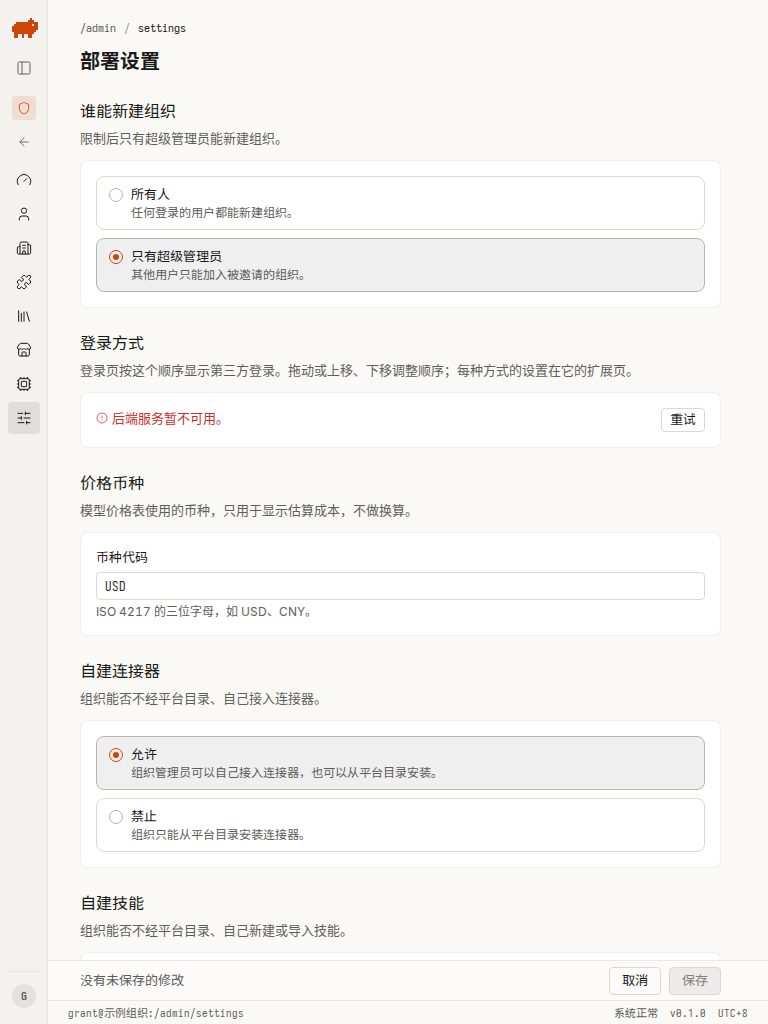 /admin / settings
部署设置
谁能新建组织
限制后只有超级管理员能新建组织。
所有人
任何登录的用户都能新建组织。
只有超级管理员
其他用户只能加入被邀请的组织。
登录方式
登录页按这个顺序显示第三方登录。拖动或上移、下移调整顺序；每种方式的设置在它的扩展页。
后端服务暂不可用。
重试
价格币种
模型价格表使用的币种，只用于显示估算成本，不做换算。
币种代码
USD
ISO 4217 的三位字母，如 USD、CNY。
自建连接器
组织能否不经平台目录、自己接入连接器。
允许
组织管理员可以自己接入连接器，也可以从平台目录安装。
禁止
组织只能从平台目录安装连接器。
自建技能
组织能否不经平台目录、自己新建或导入技能。
没有未保存的修改
取消
保存
G
grant@示例组织:/admin/settings
系统正常 v0.1.0 UTC+8